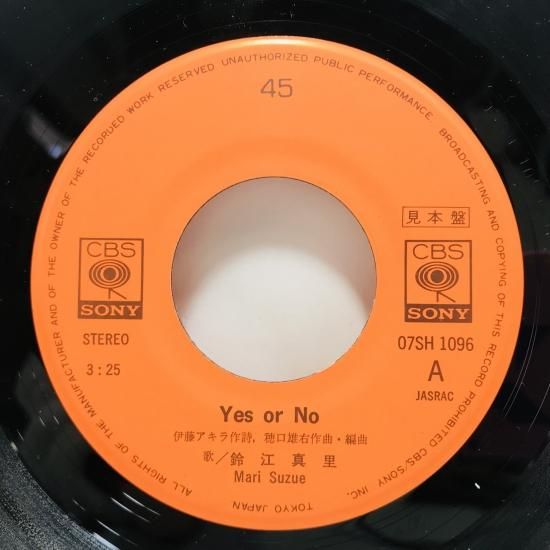 ALL RIGHTS OF THE MANUFACTURER AND OF THE OWNER OF THE RECORDED WORK RESERVED UNAUTHORIZED PUBLIC PERFORMANCE BROADCASTING AND COPYING OF THIS RECORD PROHIBITED CBS/SONY INC.
TOKYO JAPAN
45
見本盤
CBS
SONY
CBS
SONY
STEREO
3:25
07SH 1096
A
JASRAC
Yes or No
伊藤アキラ作詩，穂口雄右作曲・編曲
歌／鈴江真里
Mari Suzue